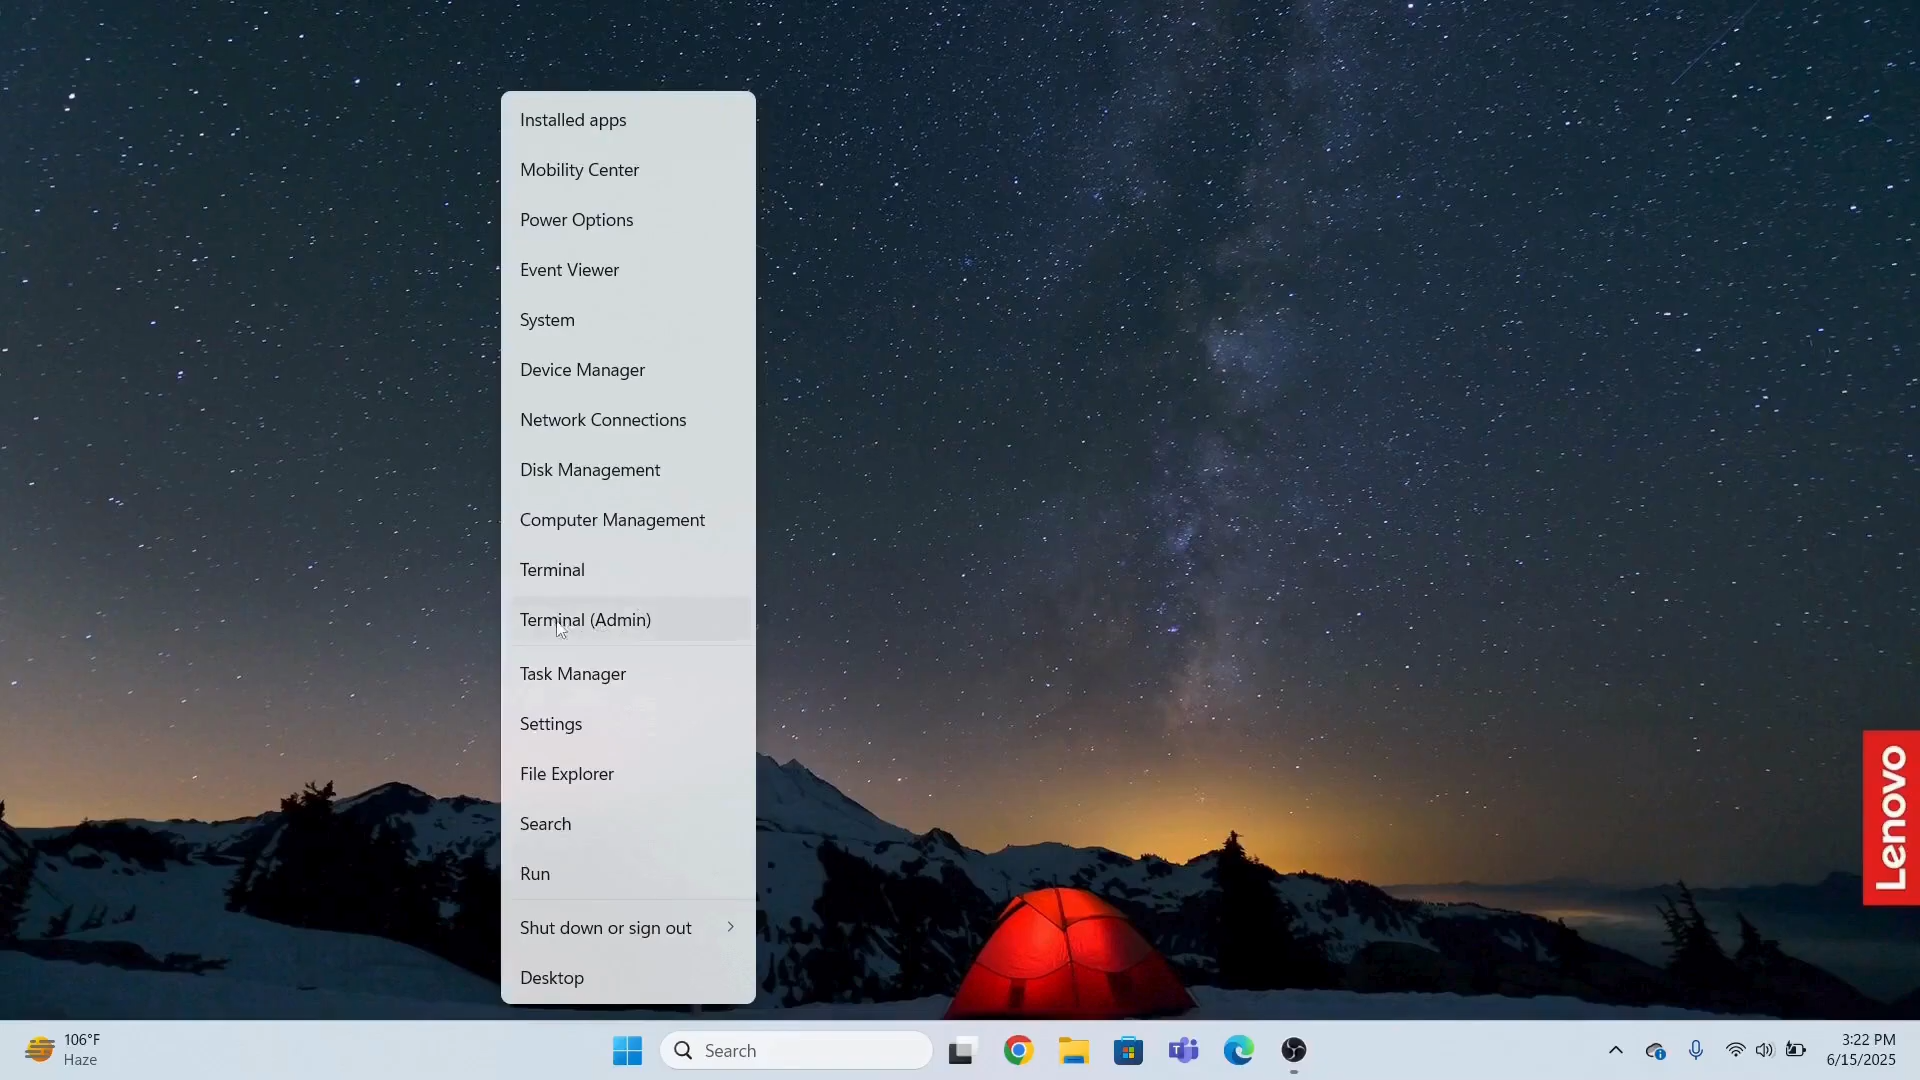 Installed apps
Mobility Center
Power Options
Event Viewer
System
Device Manager
Network Connections
Disk Management
Computer Management
Terminal
Terminal (Admin)
Task Manager
Settings
File Explorer
Search
Run
Shut down or sign out
Desktop
Lenovo
106°F
Haze
Search
3:22 PM
6/15/2025